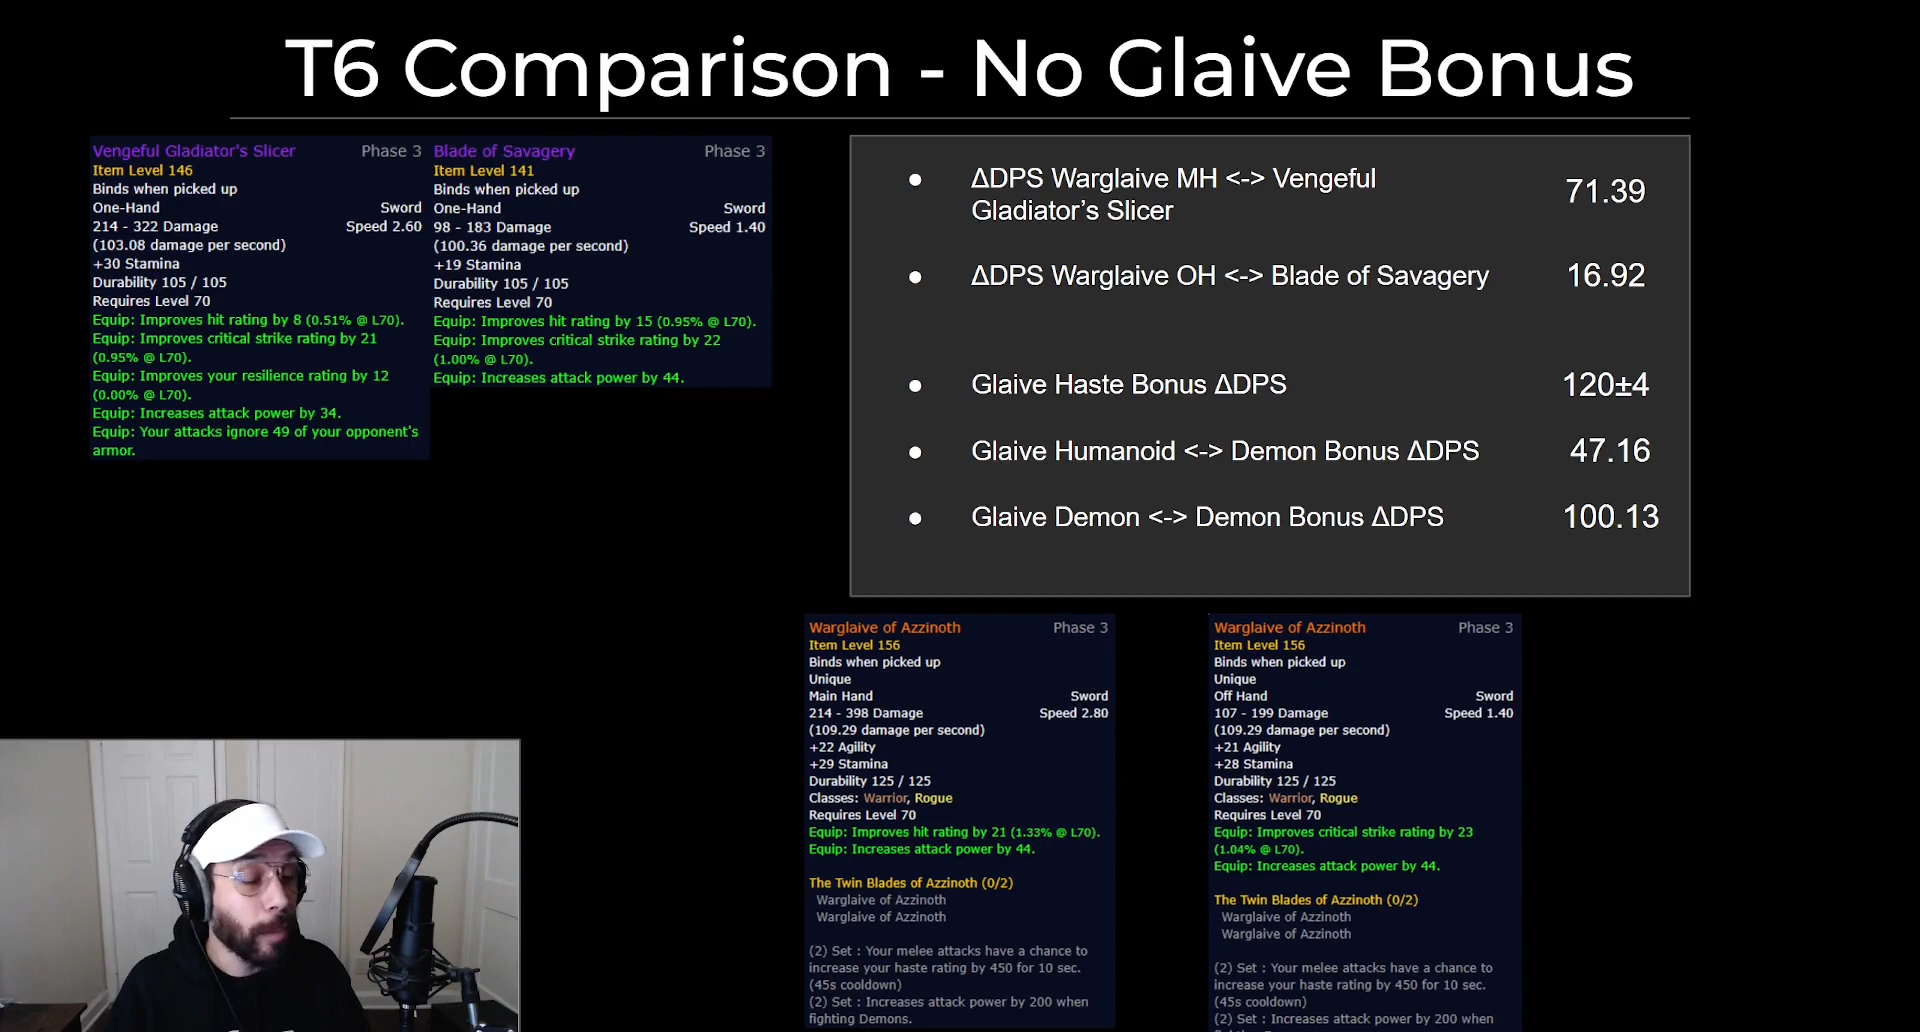 T6 Comparison - No Glaive Bonus
Vengeful Gladiator's Slicer Phase 3
Item Level 146
Binds when picked up
One-Hand Sword
214 - 322 Damage Speed 2.60
(103.08 damage per second)
+30 Stamina
Durability 105 / 105
Requires Level 70
Equip: Improves hit rating by 8 (0.51% @ L70).
Equip: Improves critical strike rating by 21
(0.95% @ L70).
Equip: Improves your resilience rating by 12
(0.00% @ L70).
Equip: Increases attack power by 34.
Equip: Your attacks ignore 49 of your opponent's
armor.
Blade of Savagery Phase 3
Item Level 141
Binds when picked up
One-Hand Sword
98 - 183 Damage Speed 1.40
(100.36 damage per second)
+19 Stamina
Durability 105 / 105
Requires Level 70
Equip: Improves hit rating by 15 (0.95% @ L70).
Equip: Improves critical strike rating by 22
(1.00% @ L70).
Equip: Increases attack power by 44.
● ΔDPS Warglaive MH <-> Vengeful
Gladiator's Slicer 71.39
● ΔDPS Warglaive OH <-> Blade of Savagery 16.92
● Glaive Haste Bonus ΔDPS 120±4
● Glaive Humanoid <-> Demon Bonus ΔDPS 47.16
● Glaive Demon <-> Demon Bonus ΔDPS 100.13
Warglaive of Azzinoth Phase 3
Item Level 156
Binds when picked up
Unique
Main Hand Sword
214 - 398 Damage Speed 2.80
(109.29 damage per second)
+22 Agility
+29 Stamina
Durability 125 / 125
Classes: Warrior, Rogue
Requires Level 70
Equip: Improves hit rating by 21 (1.33% @ L70).
Equip: Increases attack power by 44.
The Twin Blades of Azzinoth (0/2)
Warglaive of Azzinoth
Warglaive of Azzinoth
(2) Set : Your melee attacks have a chance to
increase your haste rating by 450 for 10 sec.
(45s cooldown)
(2) Set : Increases attack power by 200 when
fighting Demons.
Warglaive of Azzinoth Phase 3
Item Level 156
Binds when picked up
Unique
Off Hand Sword
107 - 199 Damage Speed 1.40
(109.29 damage per second)
+21 Agility
+28 Stamina
Durability 125 / 125
Classes: Warrior, Rogue
Requires Level 70
Equip: Improves critical strike rating by 23
(1.04% @ L70).
Equip: Increases attack power by 44.
The Twin Blades of Azzinoth (0/2)
Warglaive of Azzinoth
Warglaive of Azzinoth
(2) Set : Your melee attacks have a chance to
increase your haste rating by 450 for 10 sec.
(45s cooldown)
(2) Set : Increases attack power by 200 when